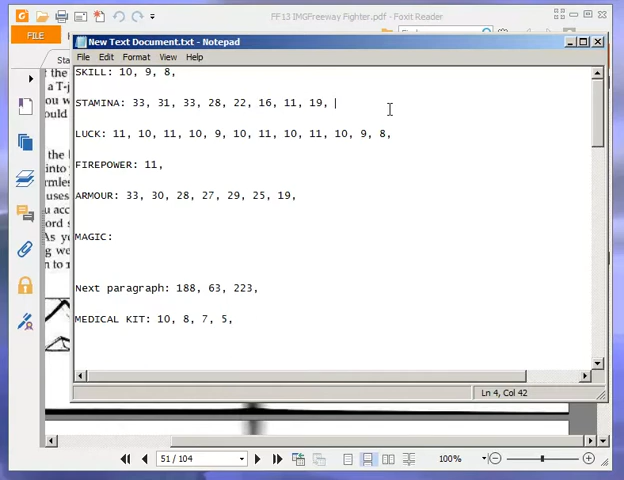 FF13 IMGFreeway Fighter.pdf - Foxit Reader
FILE
New Text Document.txt - Notepad
File Edit Format View Help
SKILL: 10, 9, 8,
STAMINA: 33, 31, 33, 28, 22, 16, 11, 19,
LUCK: 11, 10, 11, 10, 9, 10, 11, 10, 11, 10, 9, 8,
FIREPOWER: 11,
ARMOUR: 33, 30, 28, 27, 29, 25, 19,
MAGIC:
Next paragraph: 188, 63, 223,
MEDICAL KIT: 10, 8, 7, 5,
Ln 4, Col 42
51 / 104
100%